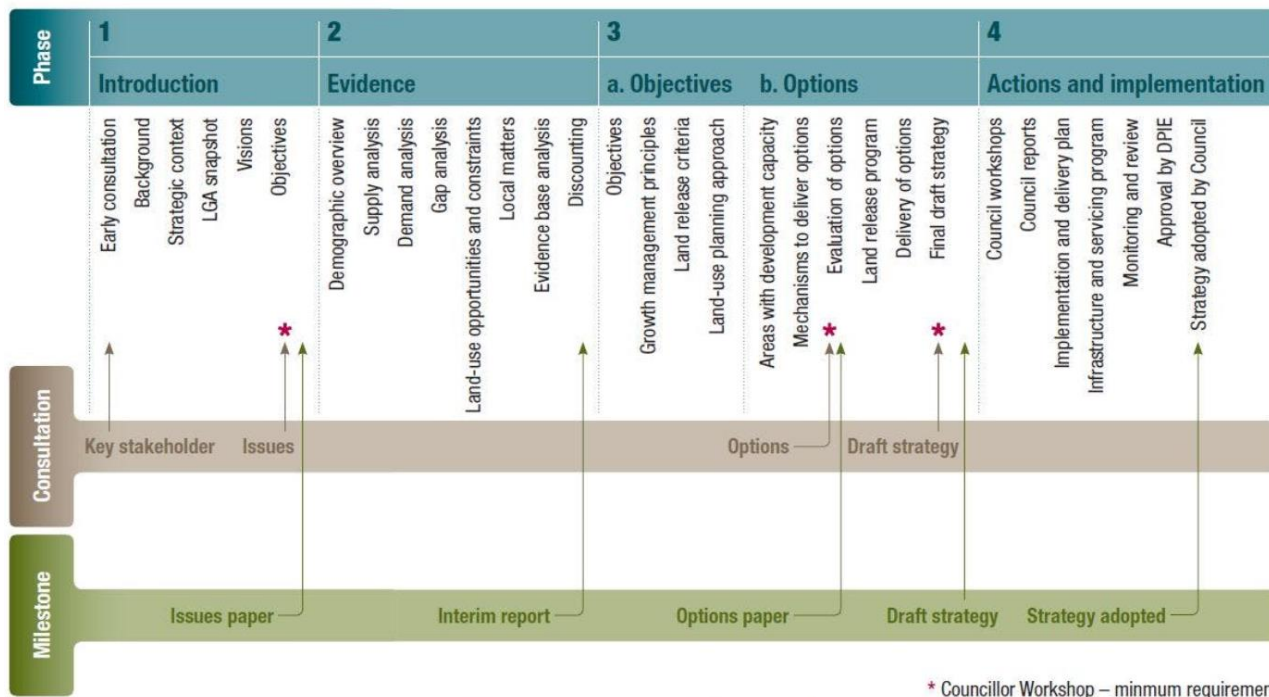 Phase
1
2
3
4
Introduction
Evidence
a. Objectives
b. Options
Actions and implementation
Early consultation
Background
Strategic context
LGA snapshot
Visions
Objectives
Demographic overview
Supply analysis
Demand analysis
Gap analysis
Land-use opportunities and constraints
Local matters
Evidence base analysis
Discounting
Objectives
Growth management principles
Land release criteria
Land-use planning approach
Areas with development capacity
Mechanisms to deliver options
Evaluation of options
Land release program
Delivery of options
Final draft strategy
Council workshops
Council reports
Implementation and delivery plan
Infrastructure and servicing program
Monitoring and review
Approval by DPIE
Strategy adopted by Council
*
*
*
Consultation
Key stakeholder
Issues
Options
Draft strategy
Milestone
Issues paper
Interim report
Options paper
Draft strategy
Strategy adopted
* Councillor Workshop – minmum requiremen